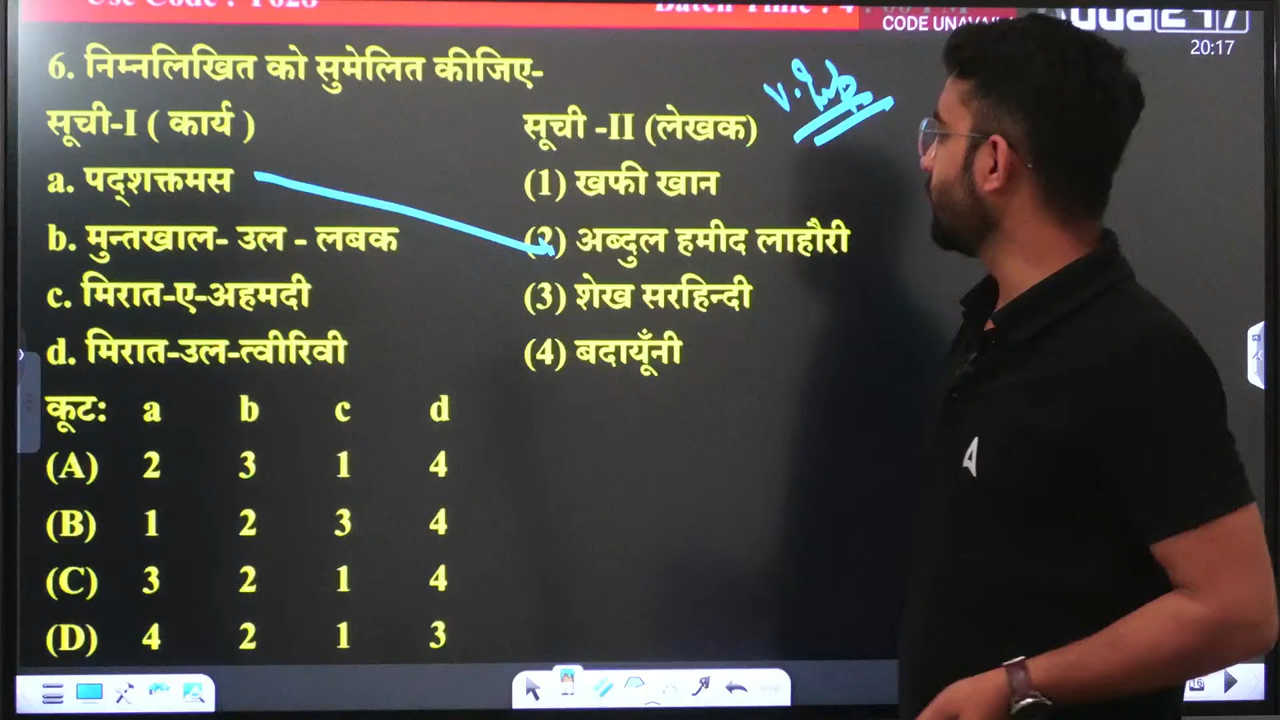 CODE UNAVAIL
20:17
6. निम्नलिखित को सुमेलित कीजिए-
सूची-I ( कार्य ) सूची -II (लेखक)
a. पद्शक्तमस (1) खफी खान
b. मुन्तखाल- उल - लबक (2) अब्दुल हमीद लाहौरी
c. मिरात-ए-अहमदी (3) शेख सरहिन्दी
d. मिरात-उल-त्वीरिवी (4) बदायूँनी
कूटः a b c d
(A) 2 3 1 4
(B) 1 2 3 4
(C) 3 2 1 4
(D) 4 2 1 3